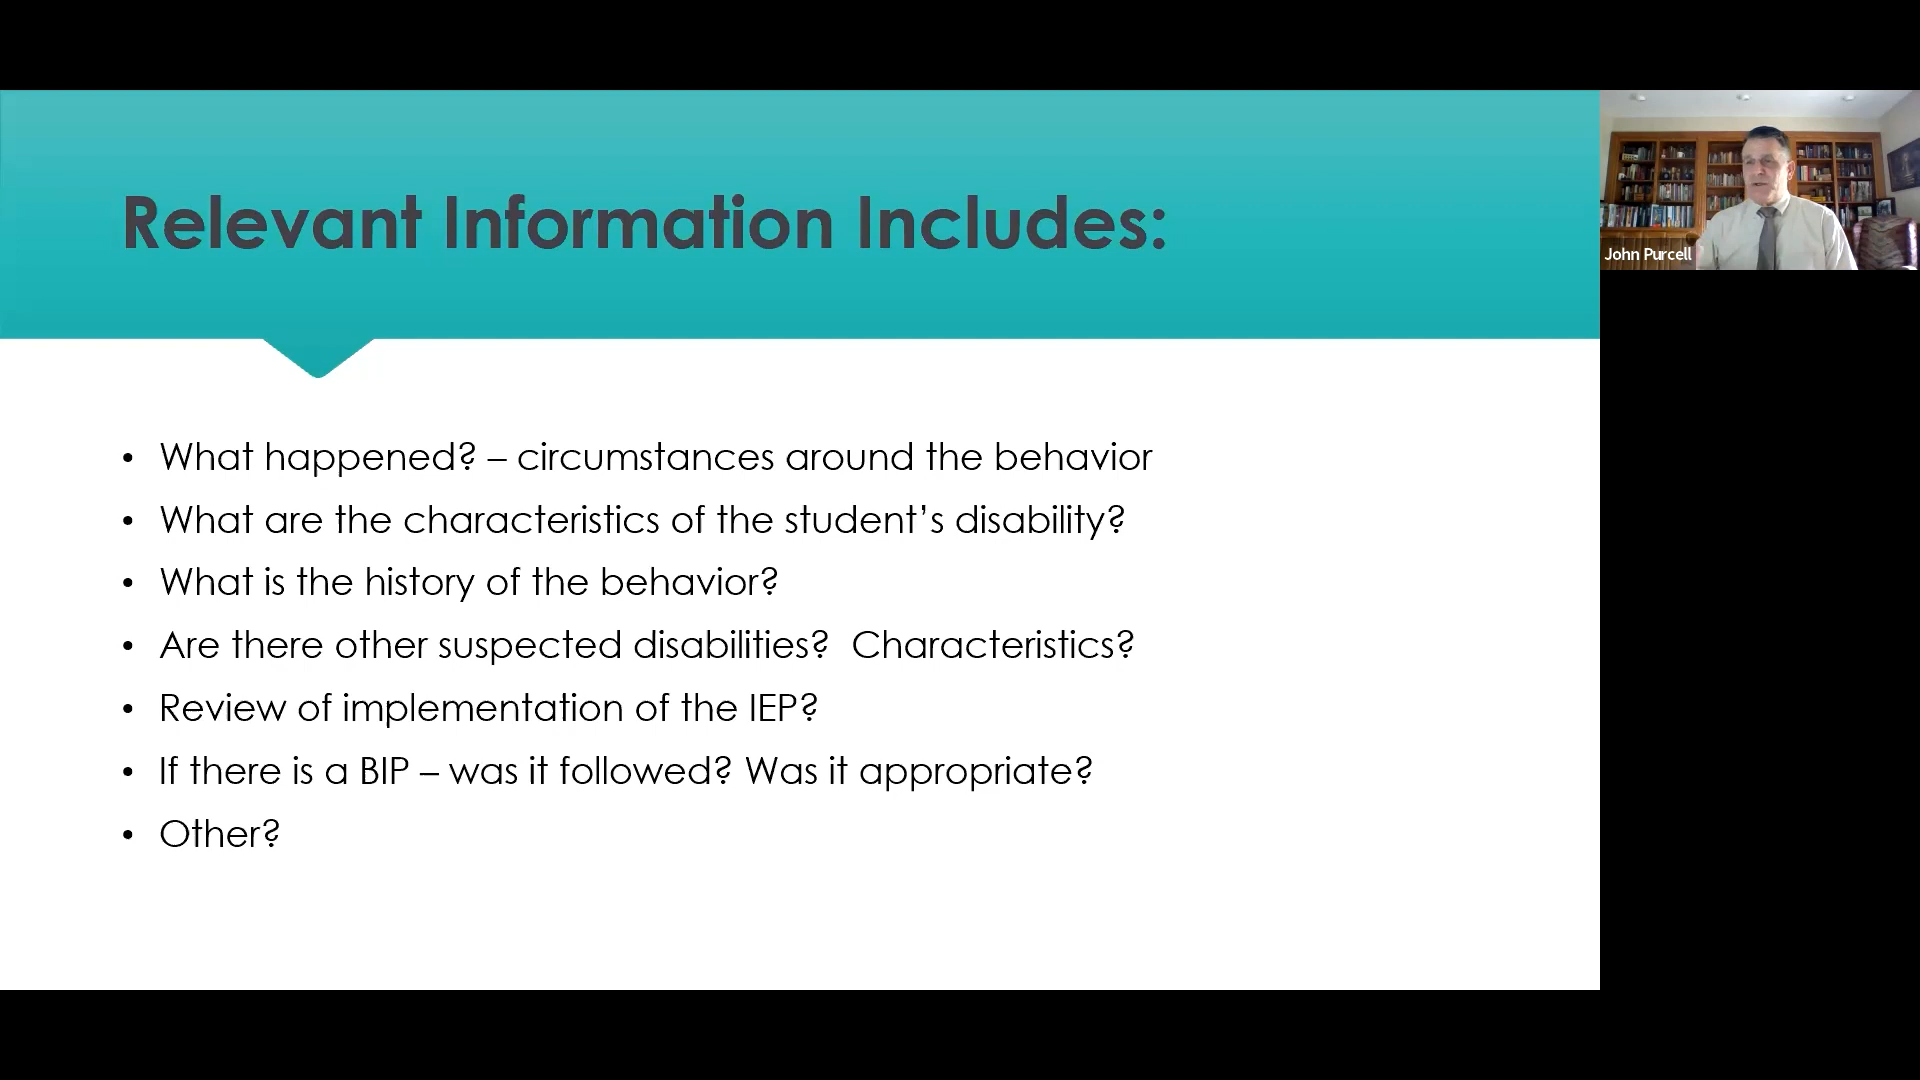 Relevant Information Includes:
• What happened? – circumstances around the behavior
• What are the characteristics of the student’s disability?
• What is the history of the behavior?
• Are there other suspected disabilities?  Characteristics?
• Review of implementation of the IEP?
• If there is a BIP – was it followed? Was it appropriate?
• Other?
John Purcell